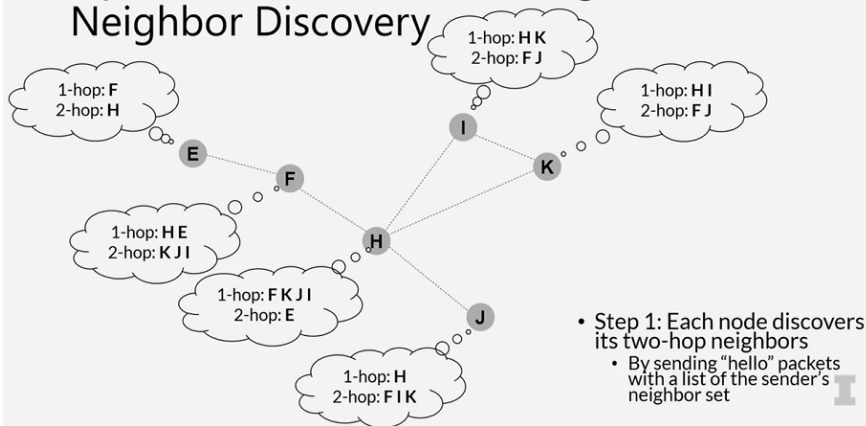 Neighbor Discovery
1-hop: H K
2-hop: F J
1-hop: F
2-hop: H
1-hop: H I
2-hop: F J
I
E
K
F
1-hop: H E
2-hop: K J I
H
1-hop: F K J I
2-hop: E
J
1-hop: H
2-hop: F I K
• Step 1: Each node discovers
its two-hop neighbors
• By sending “hello” packets
with a list of the sender’s
neighbor set